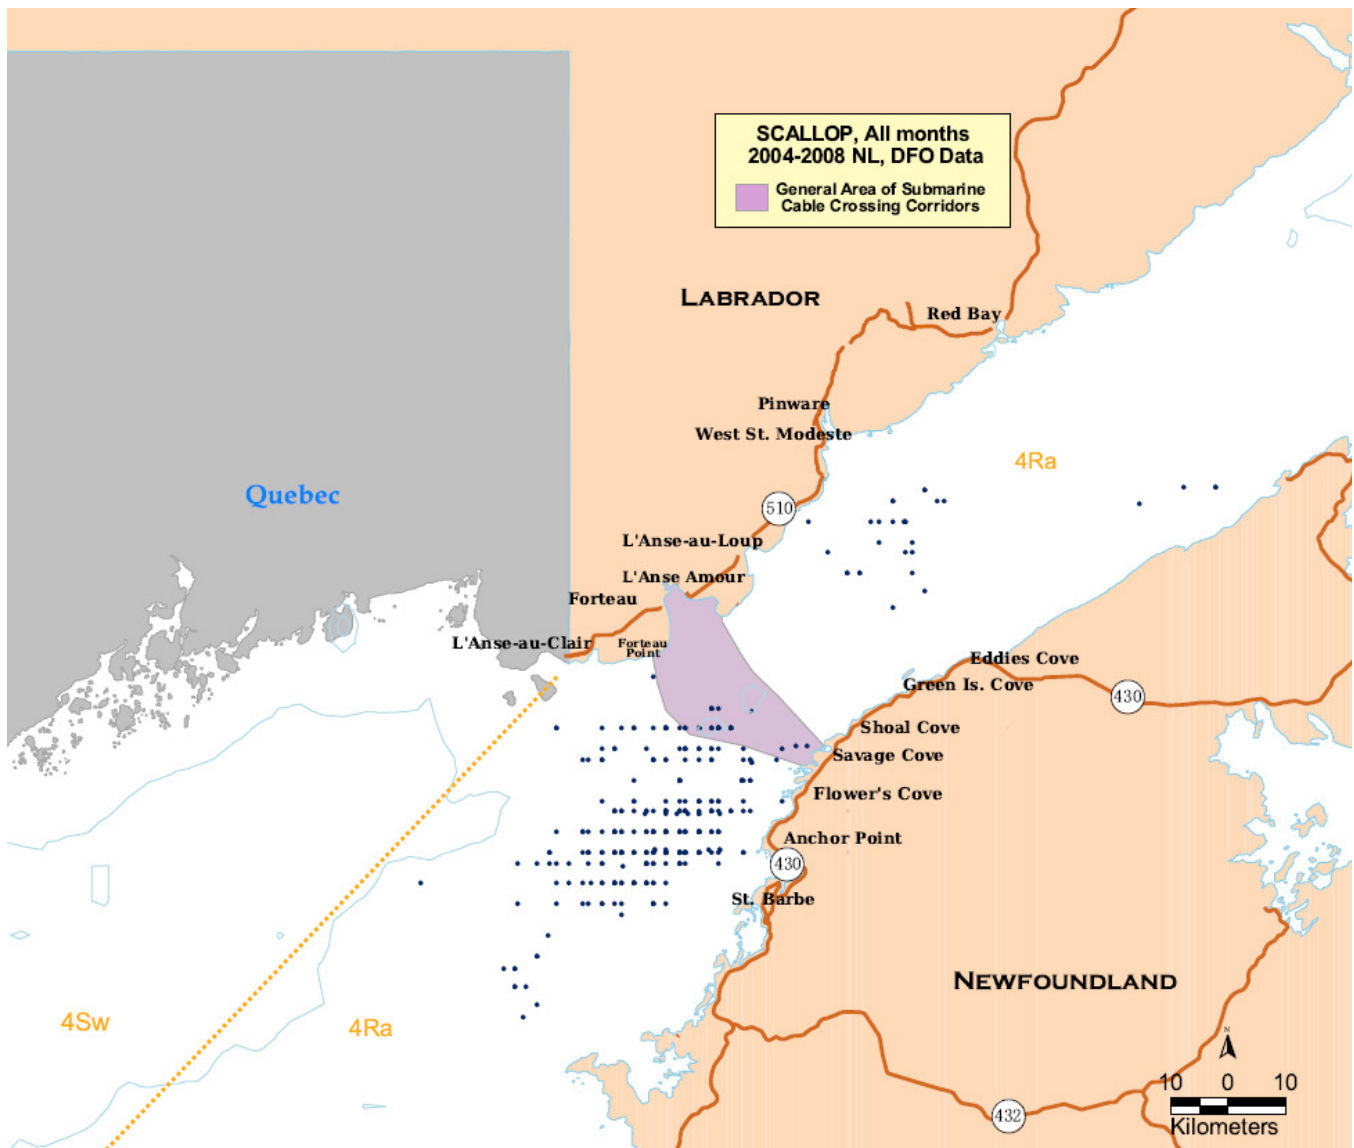 SCALLOP, All months
2004-2008 NL, DFO Data
General Area of Submarine
Cable Crossing Corridors
LABRADOR
Red Bay
Pinware
West St. Modeste
4Ra
Quebec
510
L'Anse-au-Loup
L'Anse Amour
Forteau
L'Anse-au-Clair
Forteau
Point
Eddies Cove
Green Is. Cove
430
Shoal Cove
Savage Cove
Flower's Cove
Anchor Point
430
St. Barbe
NEWFOUNDLAND
4Sw
4Ra
N
10 0 10
Kilometers
432